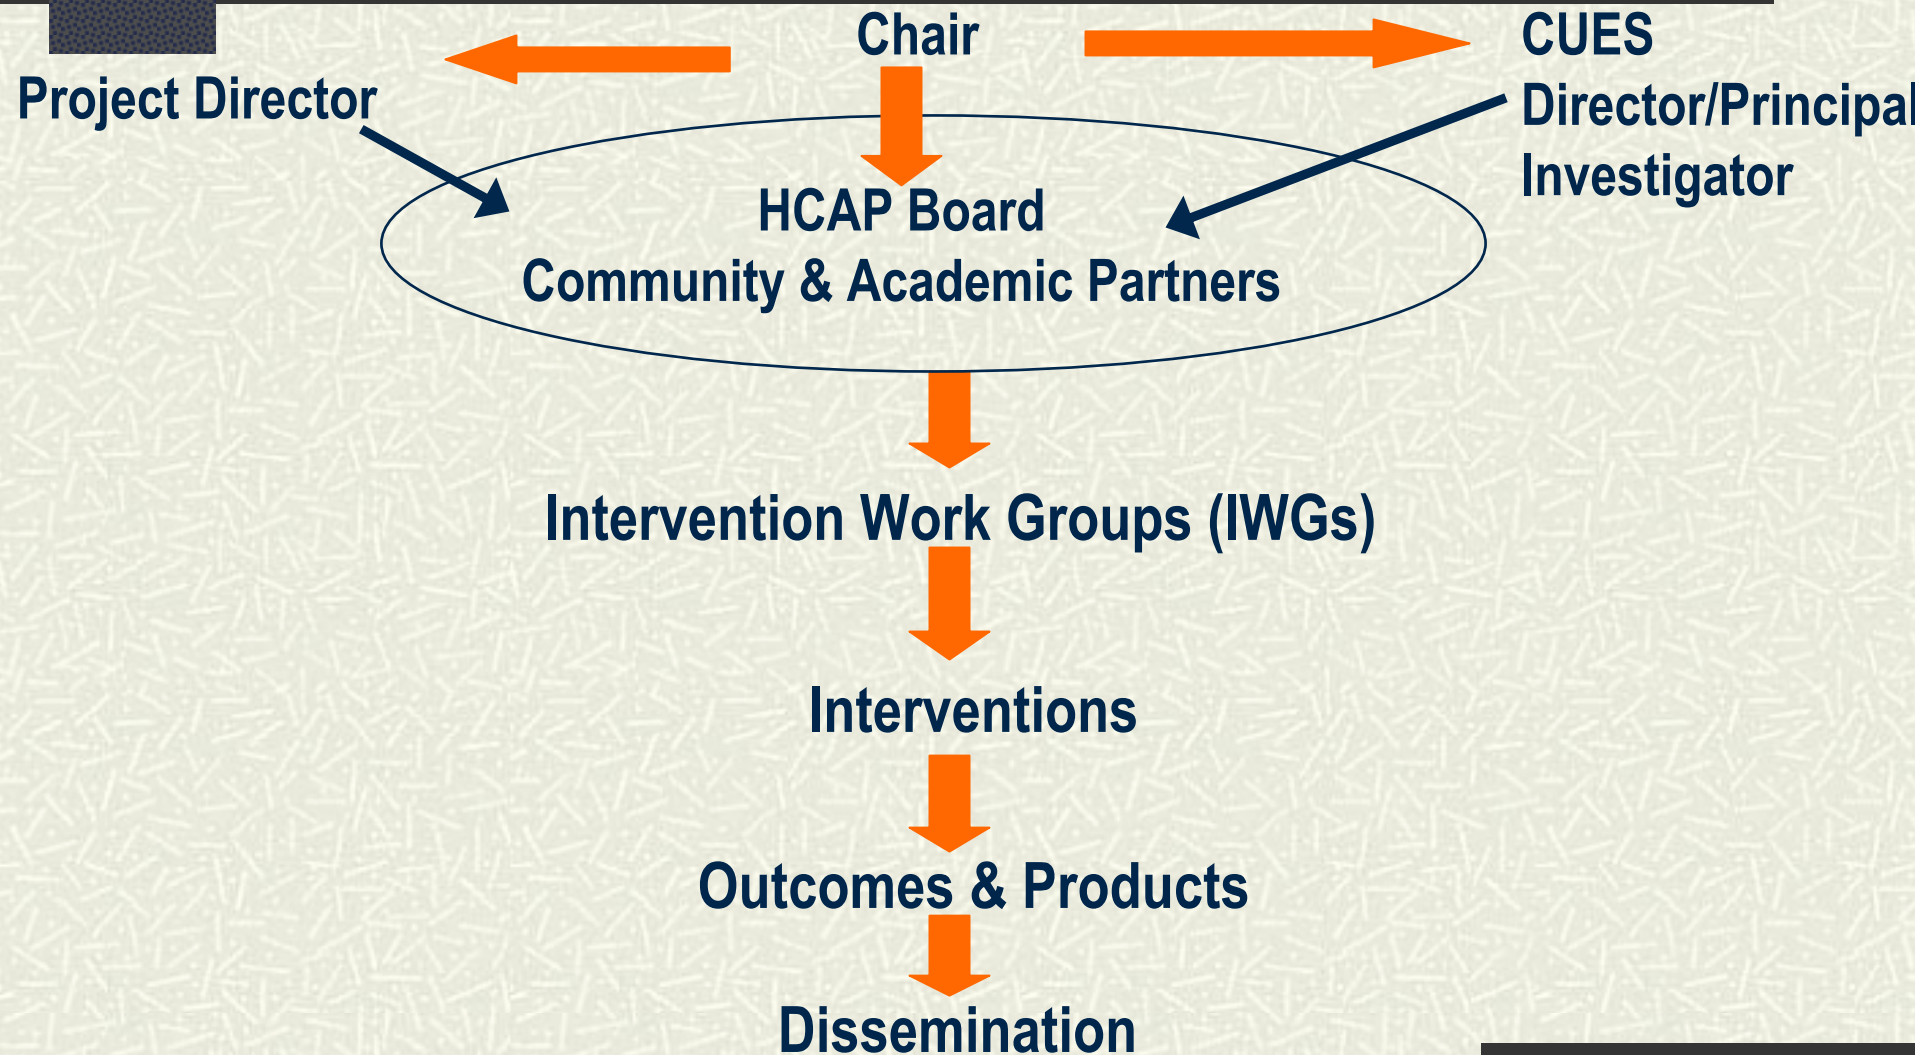 Chair
CUES
Project Director
Director/Principal
Investigator
HCAP Board
Community & Academic Partners
Intervention Work Groups (IWGs)
Interventions
Outcomes & Products
Dissemination